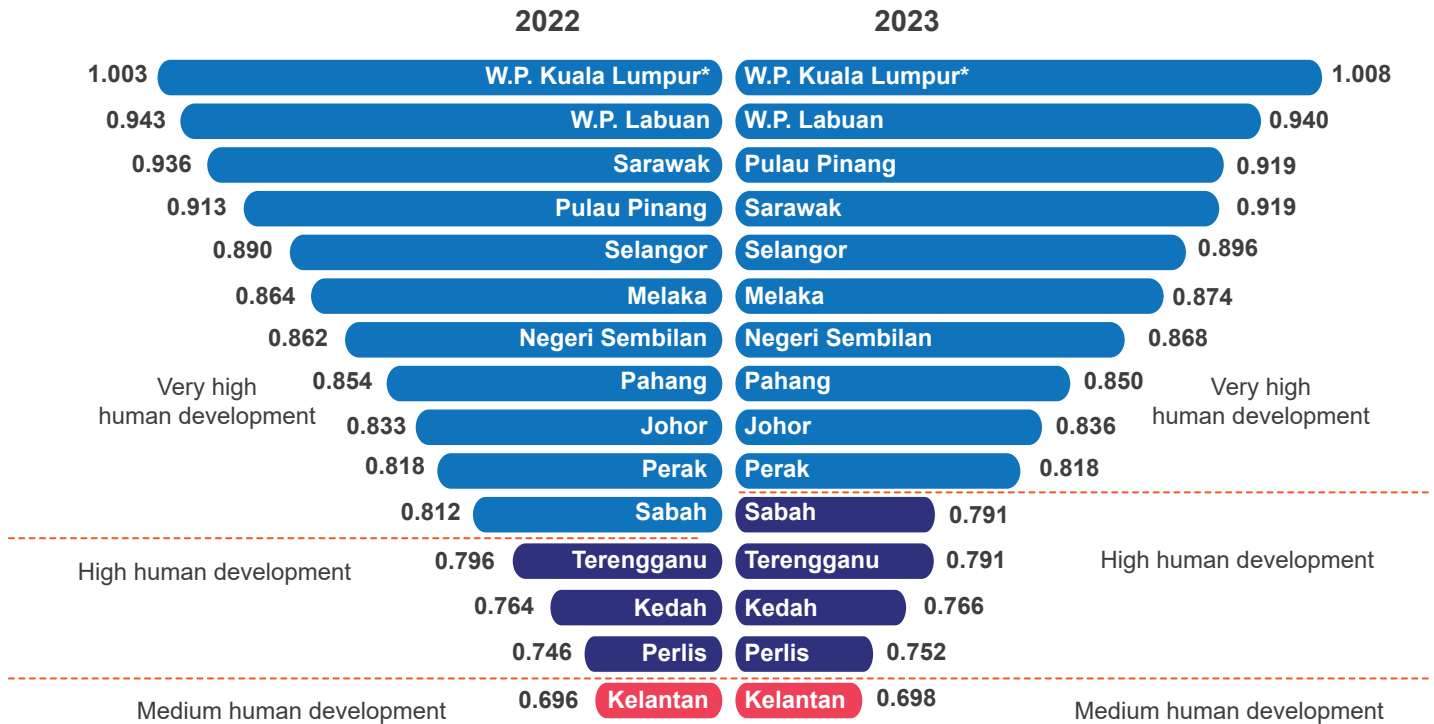 2022 2023
1.003 W.P. Kuala Lumpur* W.P. Kuala Lumpur* 1.008
0.943 W.P. Labuan W.P. Labuan 0.940
0.936 Sarawak Pulau Pinang 0.919
0.913 Pulau Pinang Sarawak 0.919
0.890 Selangor Selangor 0.896
0.864 Melaka Melaka 0.874
0.862 Negeri Sembilan Negeri Sembilan 0.868
Very high 0.854 Pahang Pahang 0.850 Very high
human development 0.833 Johor Johor 0.836 human development
0.818 Perak Perak 0.818
0.812 Sabah Sabah 0.791
High human development 0.796 Terengganu Terengganu 0.791 High human development
0.764 Kedah Kedah 0.766
0.746 Perlis Perlis 0.752
Medium human development 0.696 Kelantan Kelantan 0.698 Medium human development